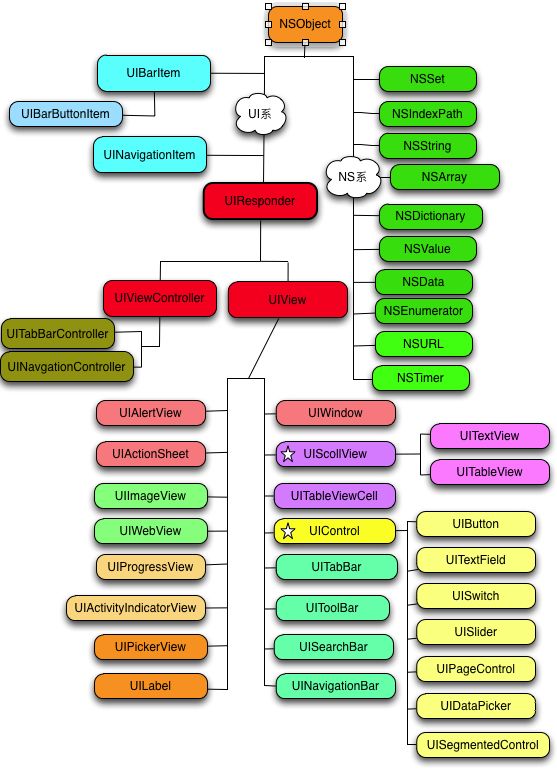 NSObject
UIBarItem
UIBarButtonItem
UI系
UINavigationItem
UIResponder
NSSet
NSIndexPath
NSString
NS系
NSArray
NSDictionary
NSValue
NSData
NSEnumerator
NSURL
NSTimer
UIViewController
UIView
UITabBarController
UINavgationController
UIAlertView
UIActionSheet
UIImageView
UIWebView
UIProgressView
UIActivityIndicatorView
UIPickerView
UILabel
UIWindow
UIScollView
UITableViewCell
UIControl
UITabBar
UIToolBar
UISearchBar
UINavigationBar
UITextView
UITableView
UIButton
UITextField
UISwitch
UISlider
UIPageControl
UIDataPicker
UISegmentedControl